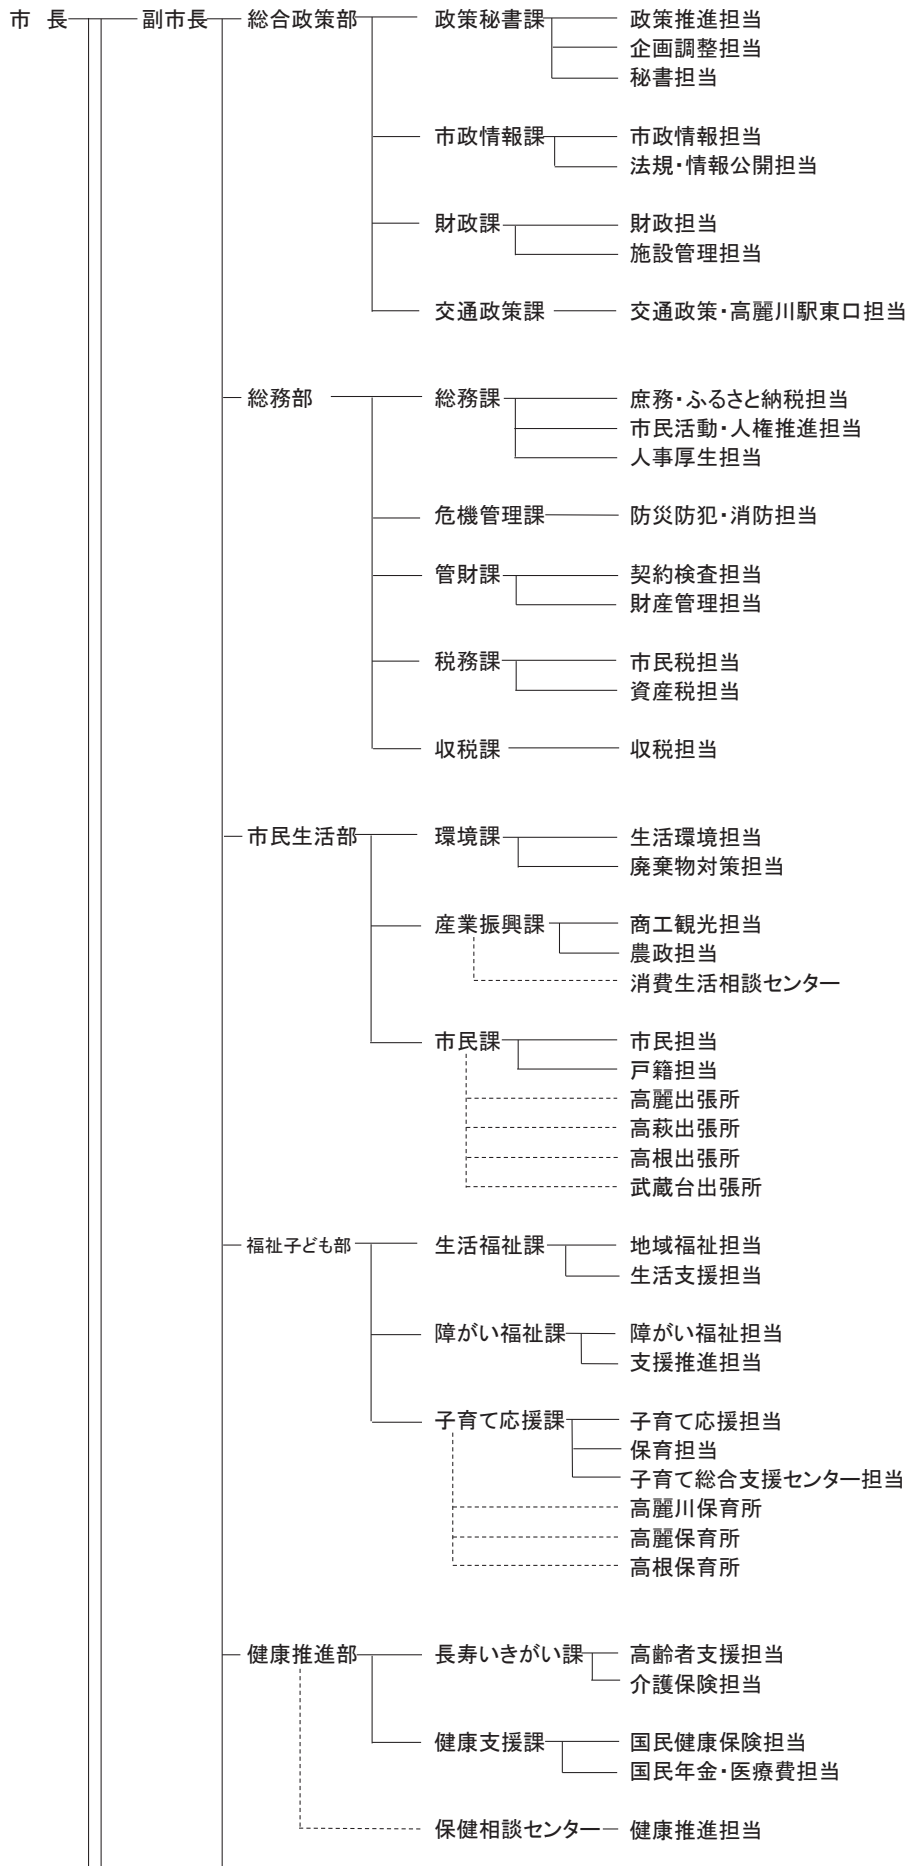 市 長 副市長 総合政策部 政策秘書課 政策推進担当
企画調整担当
秘書担当
市政情報課 市政情報担当
法規・情報公開担当
財政課 財政担当
施設管理担当
交通政策課 交通政策・高麗川駅東口担当
総務部 総務課 庶務・ふるさと納税担当
市民活動・人権推進担当
人事厚生担当
危機管理課 防災防犯・消防担当
管財課 契約検査担当
財産管理担当
税務課 市民税担当
資産税担当
収税課 収税担当
市民生活部 環境課 生活環境担当
廃棄物対策担当
産業振興課 商工観光担当
農政担当
消費生活相談センター
市民課 市民担当
戸籍担当
高麗出張所
高萩出張所
高根出張所
武蔵台出張所
福祉子ども部 生活福祉課 地域福祉担当
生活支援担当
障がい福祉課 障がい福祉担当
支援推進担当
子育て応援課 子育て応援担当
保育担当
子育て総合支援センター担当
高麗川保育所
高麗保育所
高根保育所
健康推進部 長寿いきがい課 高齢者支援担当
介護保険担当
健康支援課 国民健康保険担当
国民年金・医療費担当
保健相談センター 健康推進担当